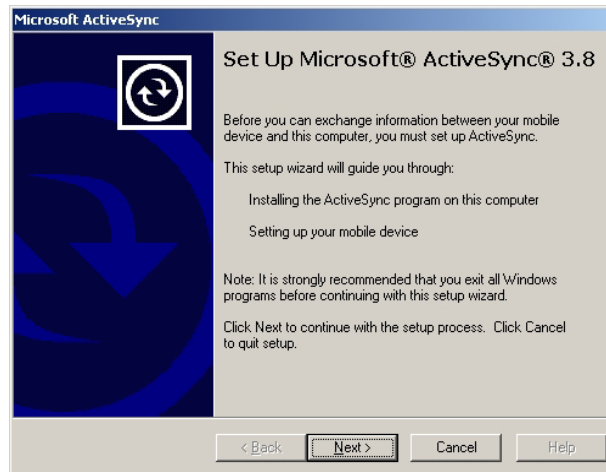 Microsoft ActiveSync
Set Up Microsoft® ActiveSync® 3.8
Before you can exchange information between your mobile
device and this computer, you must set up ActiveSync.
This setup wizard will guide you through:
Installing the ActiveSync program on this computer
Setting up your mobile device
Note: It is strongly recommended that you exit all Windows
programs before continuing with this setup wizard.
Click Next to continue with the setup process.  Click Cancel
to quit setup.
< Back Next > Cancel Help